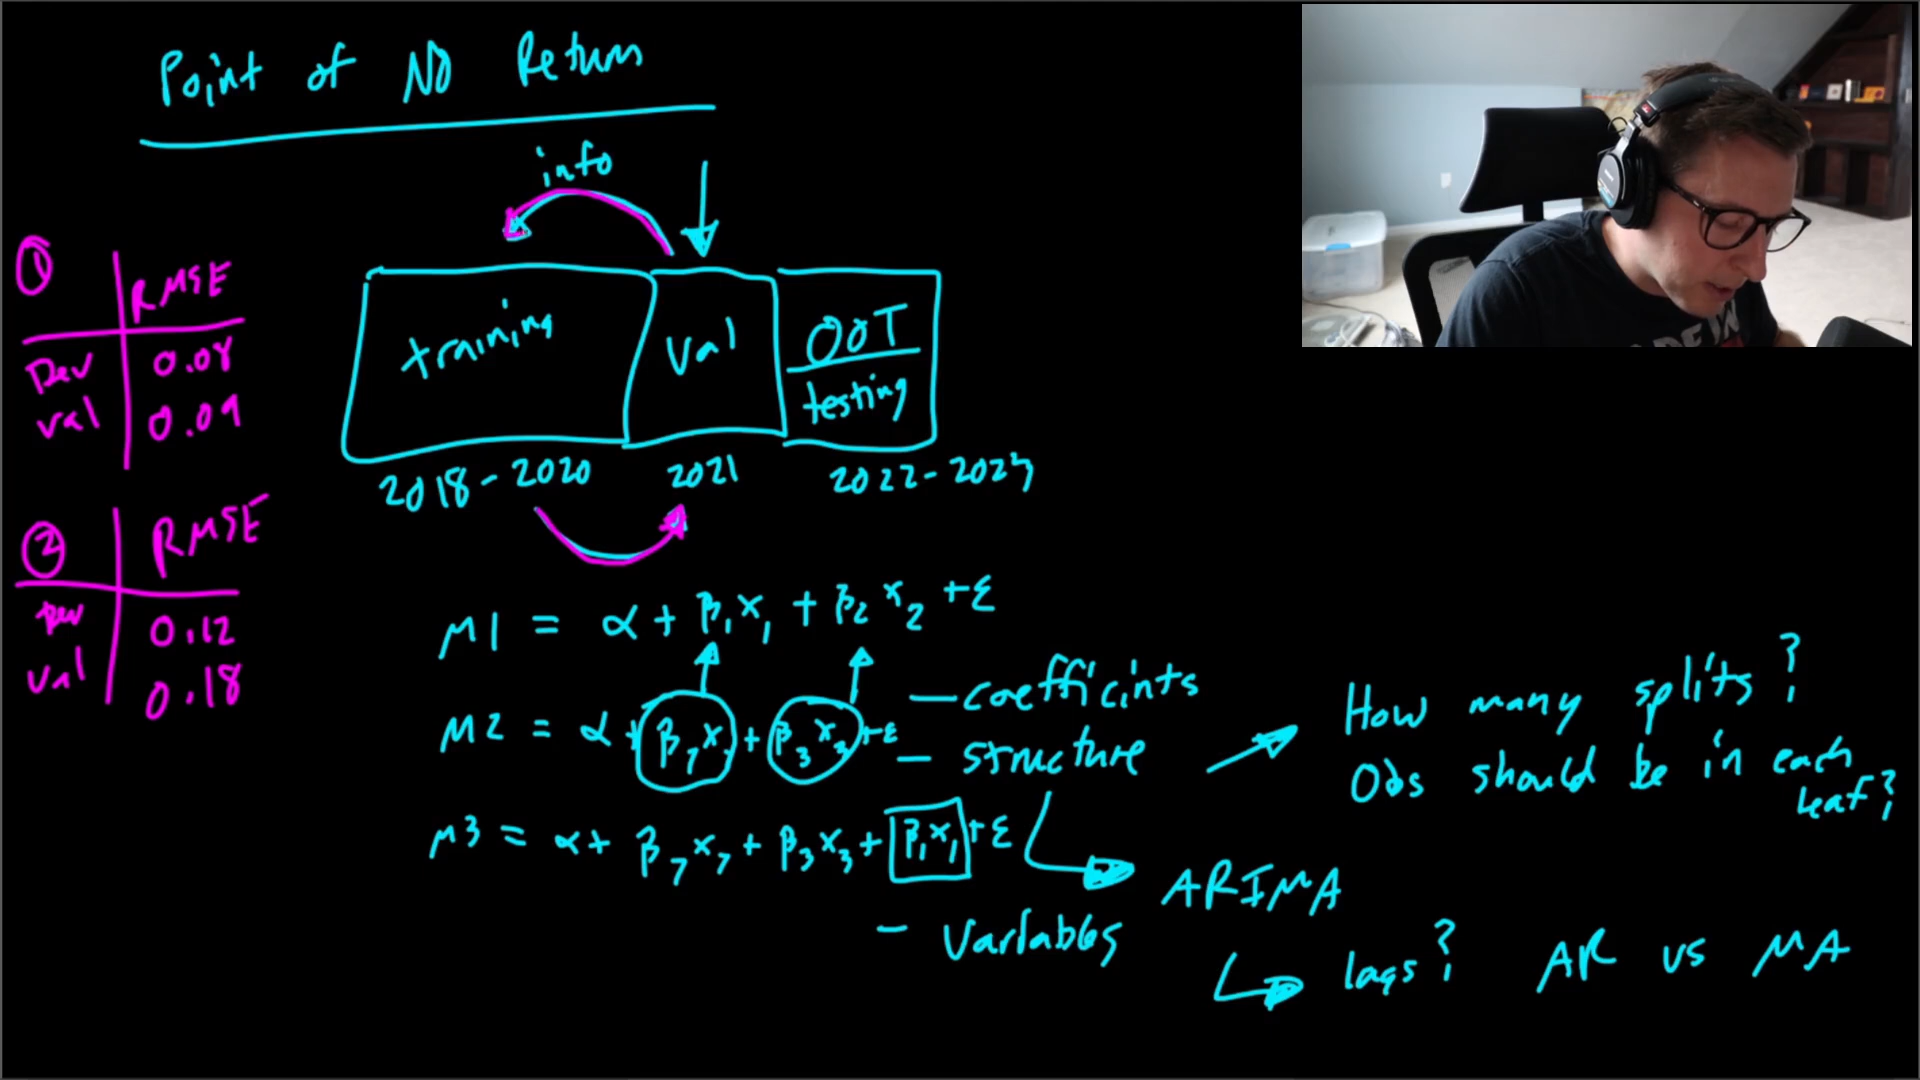 Point of No Return
info
① RMSE
Dev 0.08
val 0.09
training
val
OOT
testing
2018-2020
2021
2022-2023
② RMSE
Dev 0.12
val 0.18
M1 = α + β₁x₁ + β₂x₂ + ε
M2 = α + β₇x₇ + β₃x₃ + ε
M3 = α + β₇x₇ + β₃x₃ + β₁x₁ + ε
- coefficints
- structure
- Variables
How many splits?
Obs should be in each
leaf?
ARIMA
lags? AR vs MA